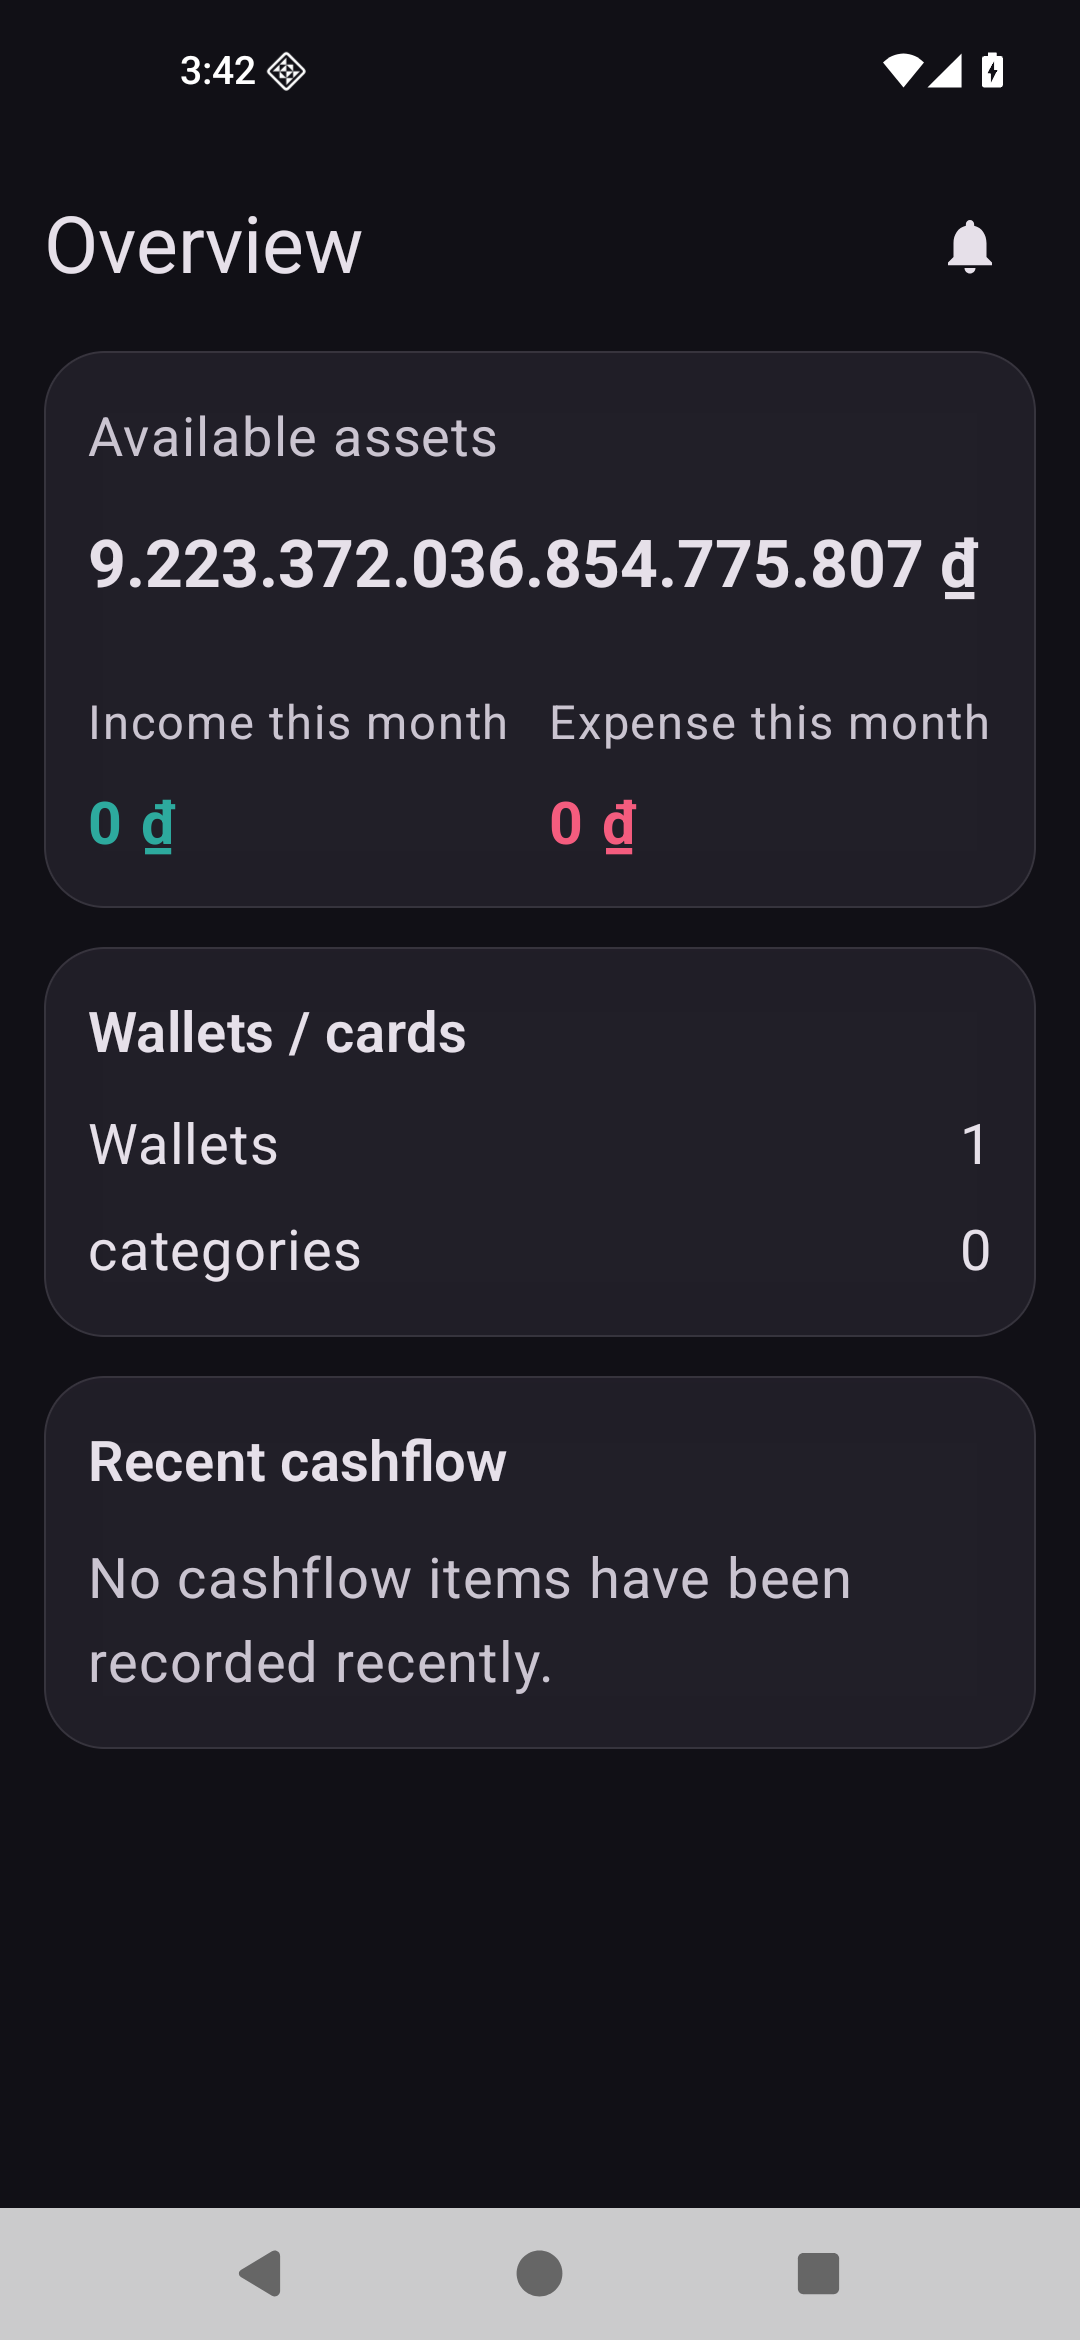 3:42
Overview
Available assets
9.223.372.036.854.775.807 ₫
Income this month Expense this month
0 ₫ 0 ₫
Wallets / cards
Wallets 1
categories 0
Recent cashflow
No cashflow items have been
recorded recently.